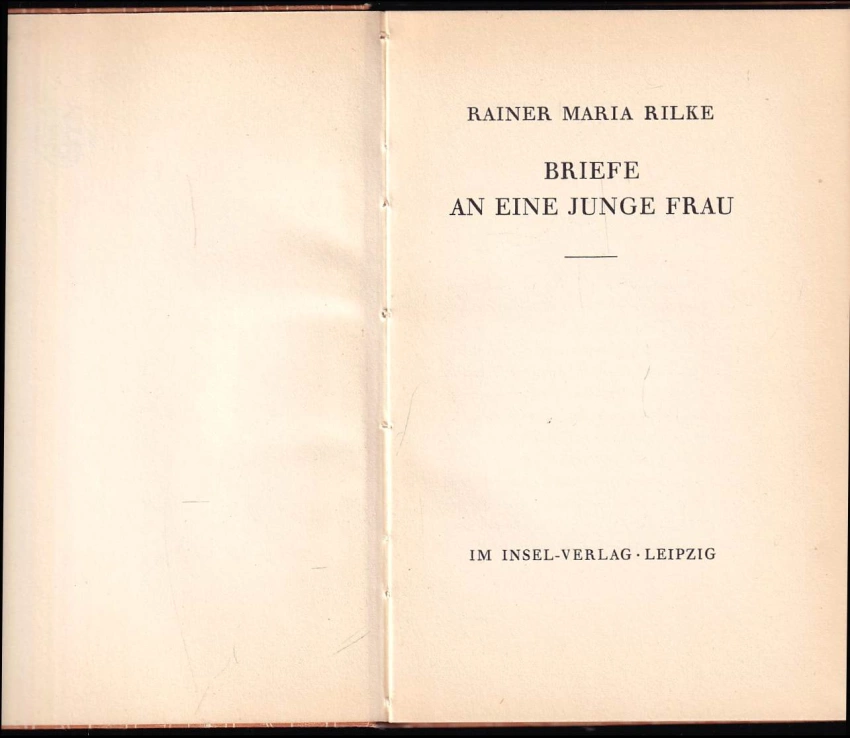 RAINER MARIA RILKE
BRIEFE
AN EINE JUNGE FRAU
IM INSEL-VERLAG · LEIPZIG